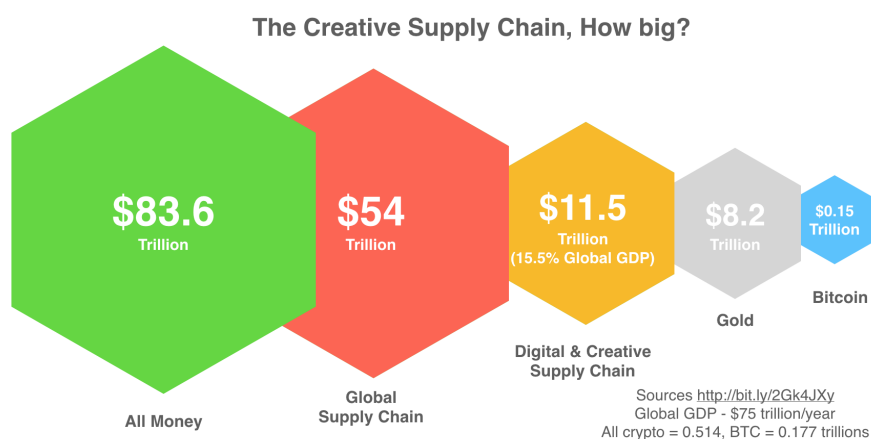 The Creative Supply Chain, How big?
$83.6
Trillion
All Money
$54
Trillion
Global
Supply Chain
$11.5
Trillion
(15.5% Global GDP)
Digital & Creative
Supply Chain
$8.2
Trillion
Gold
$0.15
Trillion
Bitcoin
Sources http://bit.ly/2Gk4JXy
Global GDP - $75 trillion/year
All crypto = 0.514, BTC = 0.177 trillions